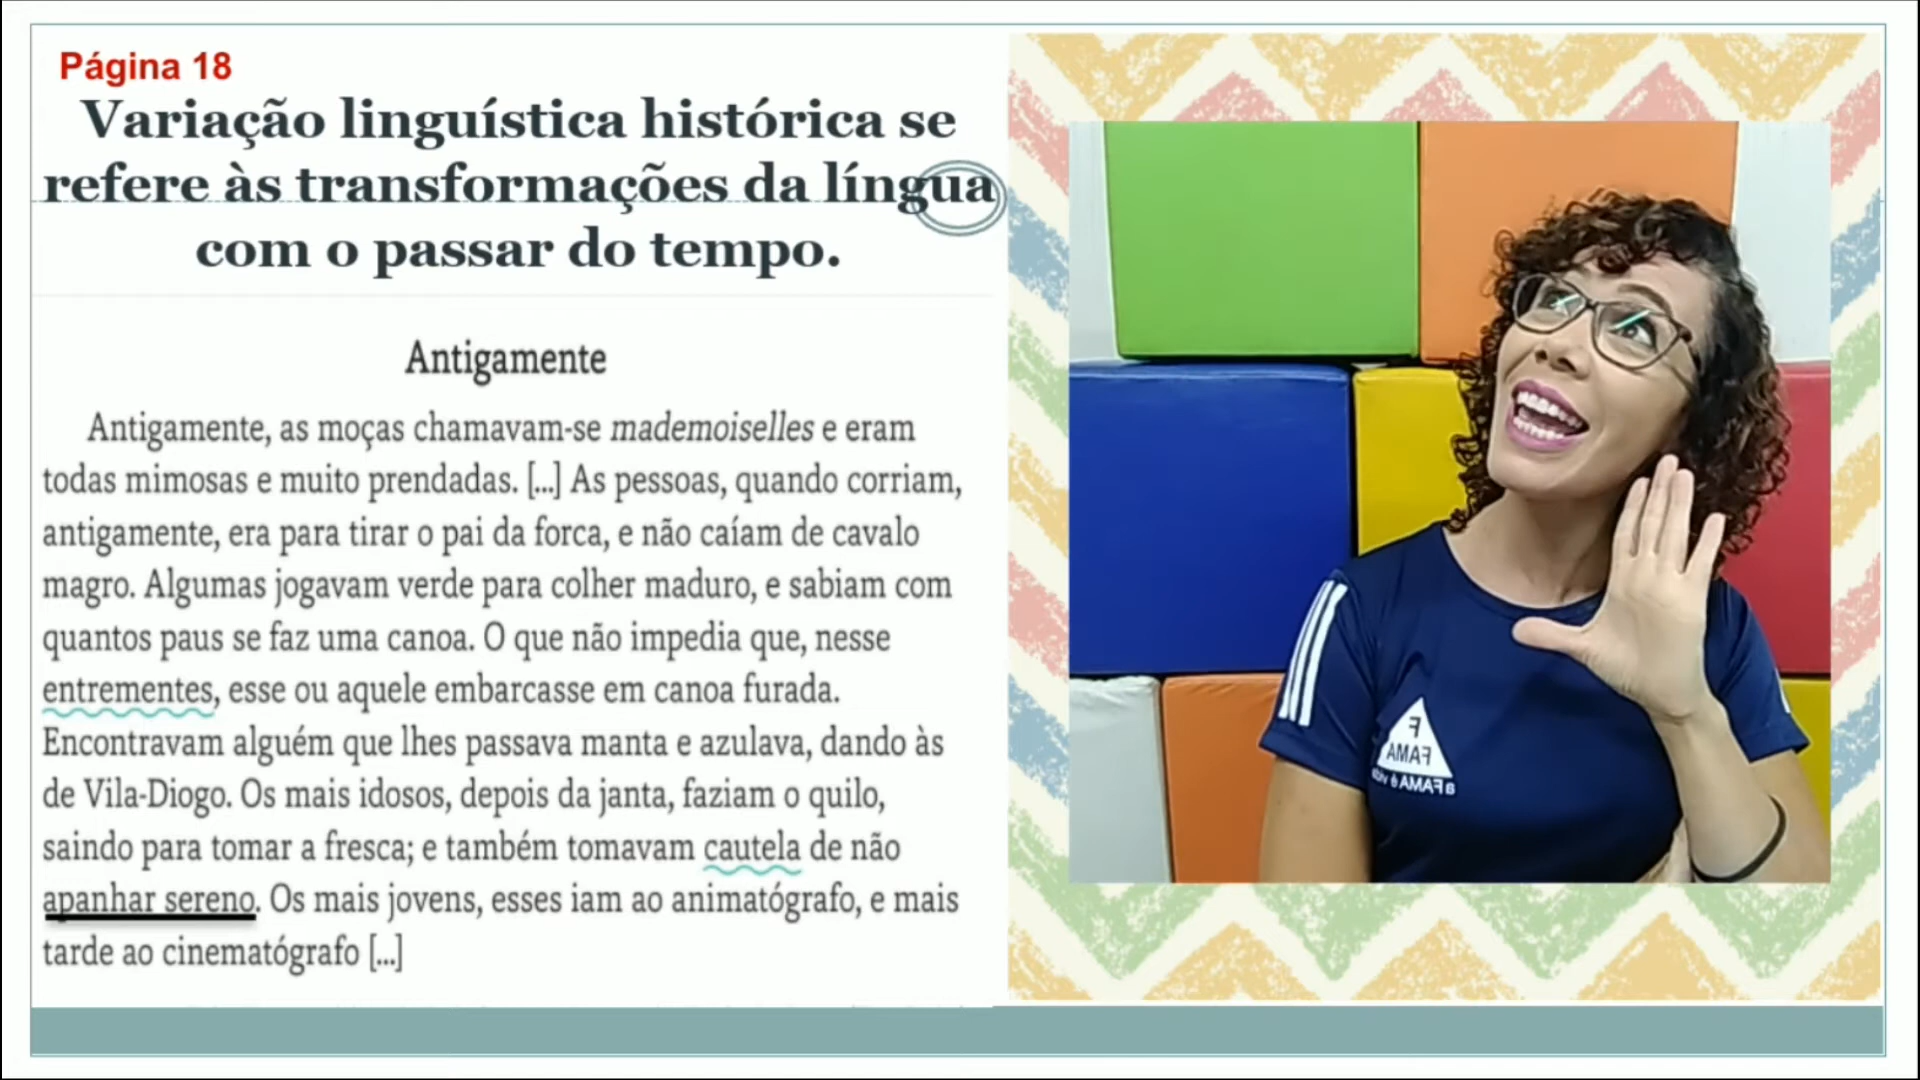 Página 18
Variação linguística histórica se
refere às transformações da língua
com o passar do tempo.
Antigamente
Antigamente, as moças chamavam-se mademoiselles e eram
todas mimosas e muito prendadas. [...] As pessoas, quando corriam,
antigamente, era para tirar o pai da forca, e não caíam de cavalo
magro. Algumas jogavam verde para colher maduro, e sabiam com
quantos paus se faz uma canoa. O que não impedia que, nesse
entrementes, esse ou aquele embarcasse em canoa furada.
Encontravam alguém que lhes passava manta e azulava, dando às
de Vila-Diogo. Os mais idosos, depois da janta, faziam o quilo,
saindo para tomar a fresca; e também tomavam cautela de não
apanhar sereno. Os mais jovens, esses iam ao animatógrafo, e mais
tarde ao cinematógrafo [...]
F
FAMA
a FAMA é